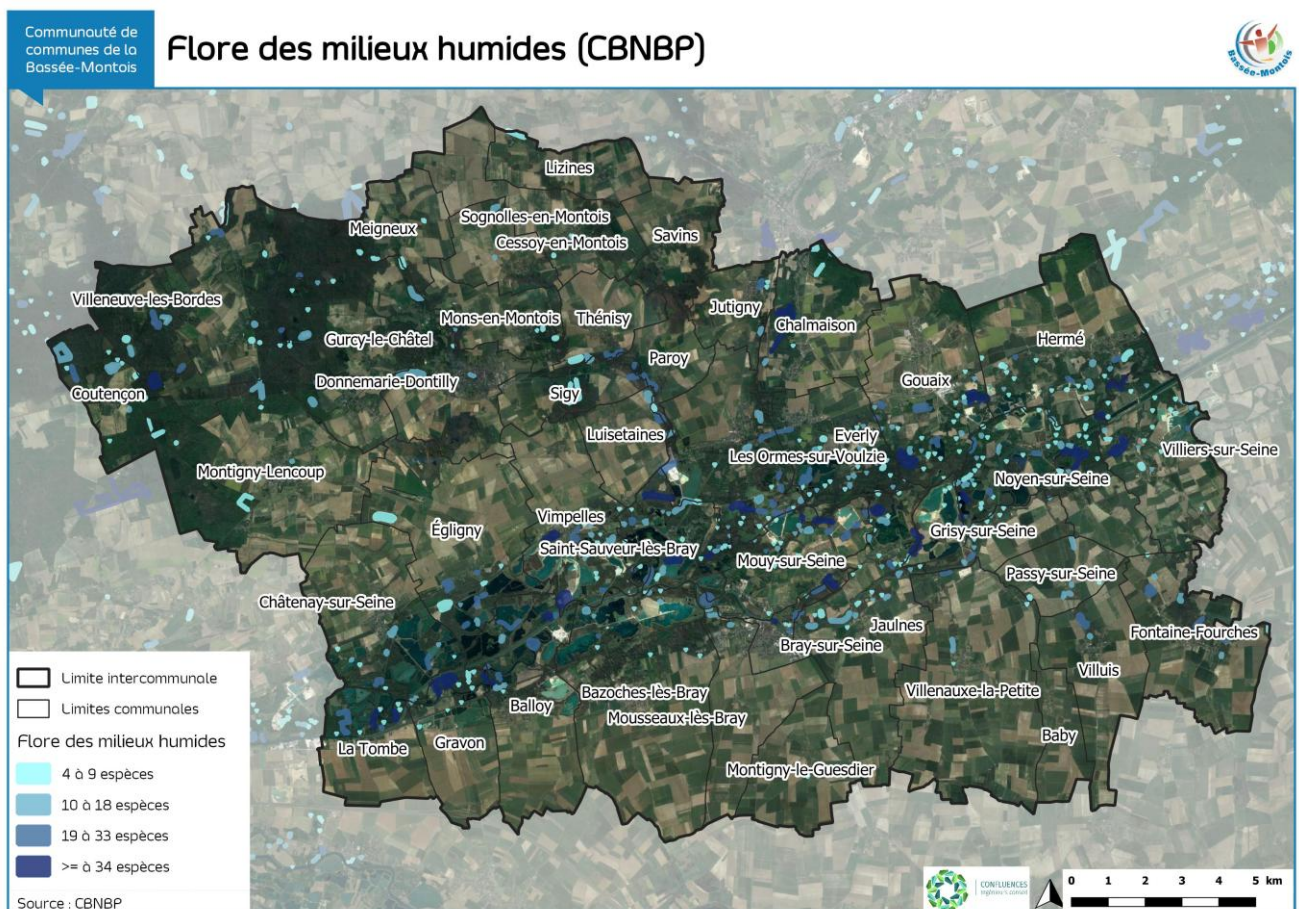 Communauté de
communes de la
Bassée-Montois
Flore des milieux humides (CBNBP)
Bassée-Montois
Lizines
Sognolles-en-Montois
Meigneux
Cessoy-en-Montois
Savins
Villeneuve-les-Bordes
Jutigny
Mons-en-Montois
Thénisy
Chalmaison
Gurcy-le-Châtel
Hermé
Paroy
Donnemarie-Dontilly
Gouaix
Coutençon
Sigy
Luisetaines
Everly
Les Ormes-sur-Voulzie
Villiers-sur-Seine
Montigny-Lencoup
Noyen-sur-Seine
Vimpelles
Égligny
Grisy-sur-Seine
Saint-Sauveur-lès-Bray
Mouy-sur-Seine
Passy-sur-Seine
Châtenay-sur-Seine
Jaulnes
Fontaine-Fourches
Bray-sur-Seine
Villuis
Bazoches-lès-Bray
Villenauxe-la-Petite
Balloy
Mousseaux-lès-Bray
Baby
La Tombe
Gravon
Montigny-le-Guesdier
Limite intercommunale
Limites communales
Flore des milieux humides
4 à 9 espèces
10 à 18 espèces
19 à 33 espèces
>= à 34 espèces
Source : CBNBP
CONFLUENCES
Ingénieurs conseil
0 1 2 3 4 5 km